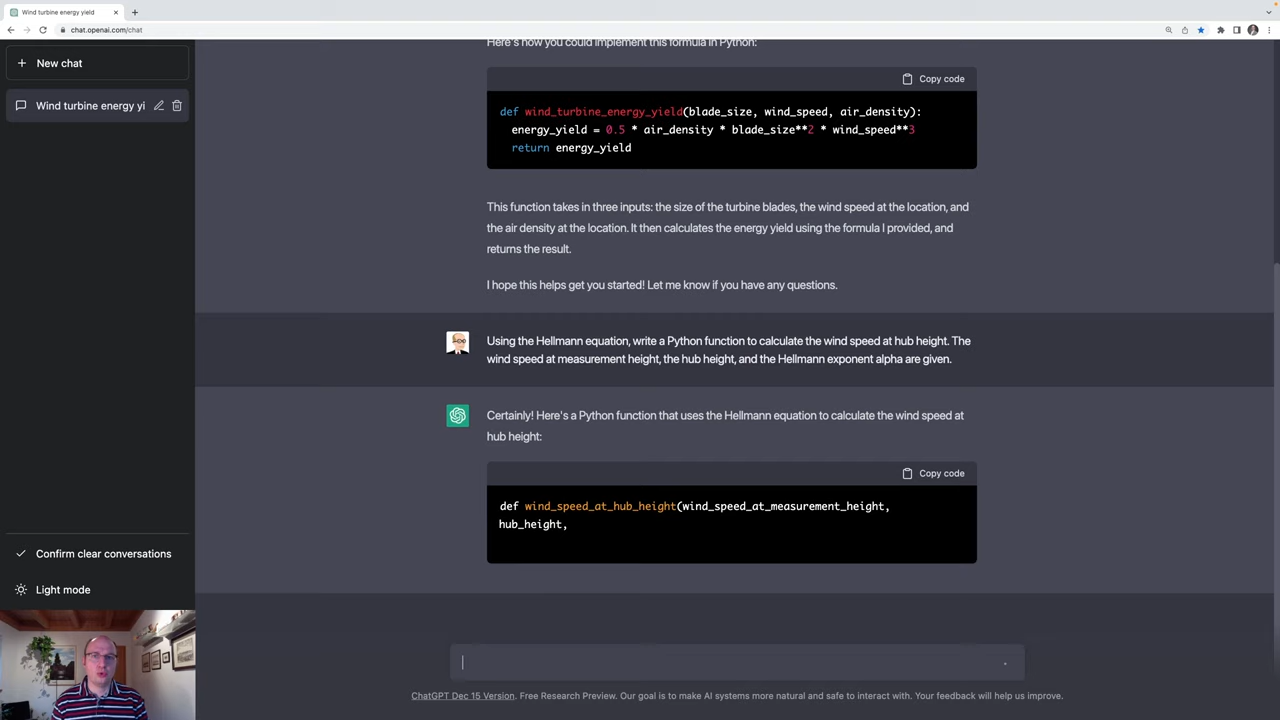 Wind turbine energy yield
chat.openai.com/chat
New chat
Wind turbine energy yi
Confirm clear conversations
Light mode
Here's how you could implement this formula in Python:
Copy code
def wind_turbine_energy_yield(blade_size, wind_speed, air_density):
energy_yield = 0.5 * air_density * blade_size**2 * wind_speed**3
return energy_yield
This function takes in three inputs: the size of the turbine blades, the wind speed at the location, and
the air density at the location. It then calculates the energy yield using the formula I provided, and
returns the result.
I hope this helps get you started! Let me know if you have any questions.
Using the Hellmann equation, write a Python function to calculate the wind speed at hub height. The
wind speed at measurement height, the hub height, and the Hellmann exponent alpha are given.
Certainly! Here's a Python function that uses the Hellmann equation to calculate the wind speed at
hub height:
Copy code
def wind_speed_at_hub_height(wind_speed_at_measurement_height,
hub_height,
ChatGPT Dec 15 Version. Free Research Preview. Our goal is to make AI systems more natural and safe to interact with. Your feedback will help us improve.